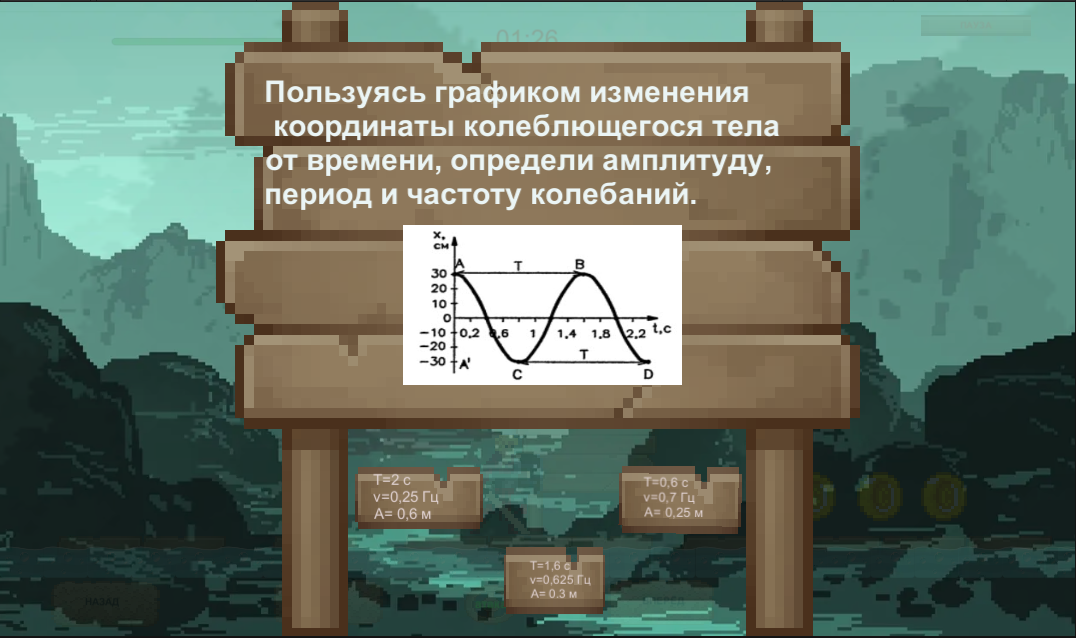 01:26
Пользуясь графиком изменения
координаты колеблющегося тела
от времени, определи амплитуду,
период и частоту колебаний.
x,
см
A T B
30
20
10
0
t,c
-10 0,2 0,6 1 1,4 1,8 2,2
-20
-30 A' T
C D
T=2 с
v=0,25 Гц
A= 0,6 м
T=0,6 с
v=0,7 Гц
A= 0,25 м
T=1,6 с
v=0,625 Гц
A= 0.3 м
НАЗАД